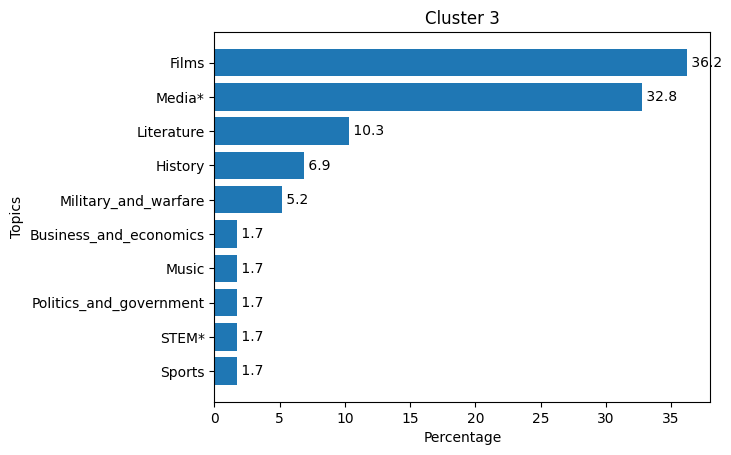 Cluster 3
Films 36.2
Media* 32.8
Literature 10.3
History 6.9
Military_and_warfare 5.2
Business_and_economics 1.7
Music 1.7
Politics_and_government 1.7
STEM* 1.7
Sports 1.7
Topics
0 5 10 15 20 25 30 35
Percentage